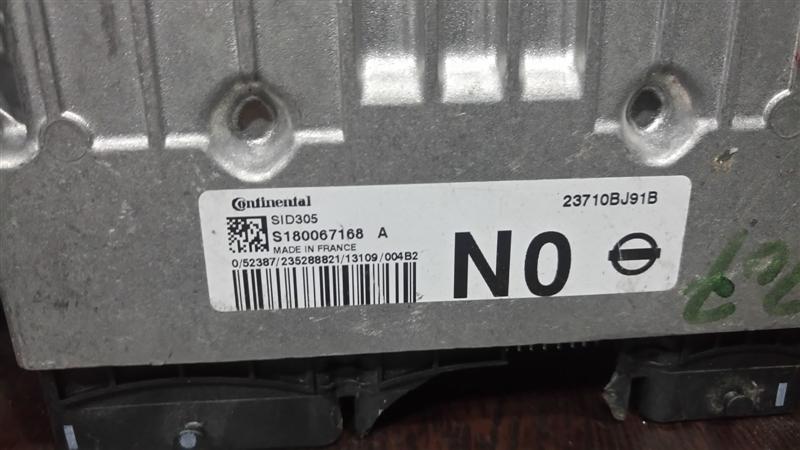 Continental
23710BJ91B
SID305
S180067168 A
MADE IN FRANCE
0/52387/235288821/13109/004B2
N0